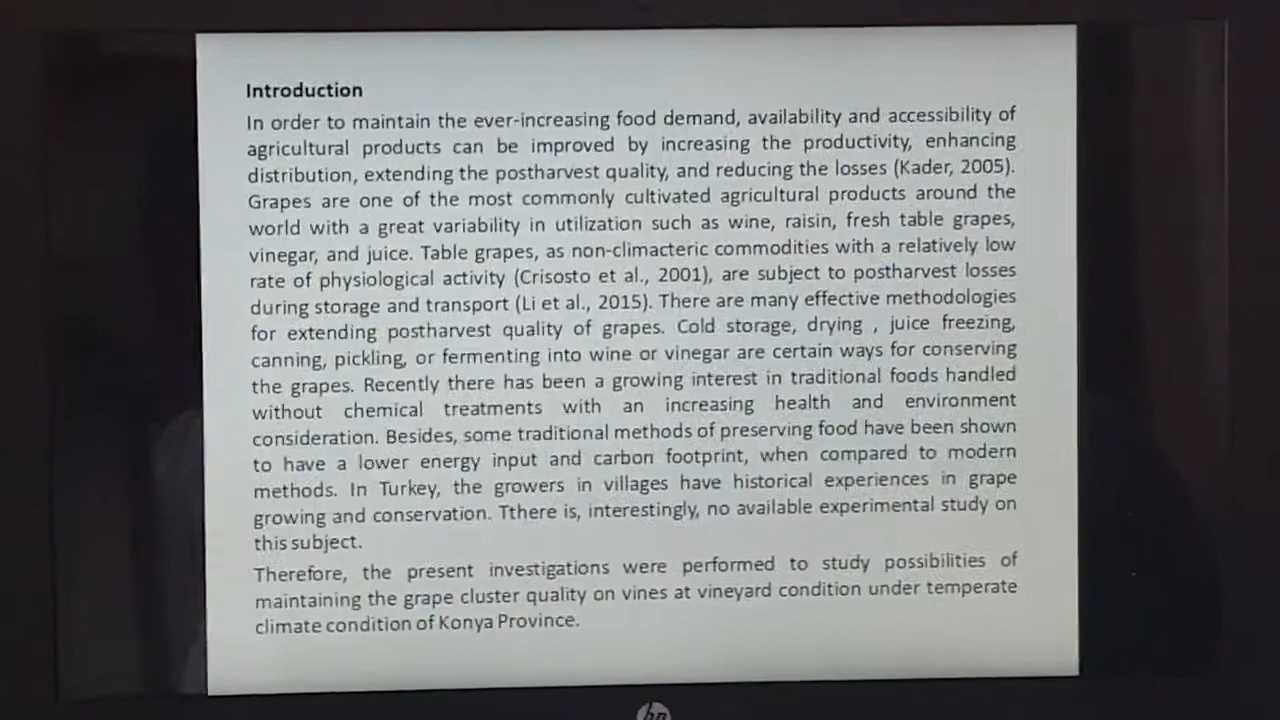 Introduction
In order to maintain the ever-increasing food demand, availability and accessibility of
agricultural products can be improved by increasing the productivity, enhancing
distribution, extending the postharvest quality, and reducing the losses (Kader, 2005).
Grapes are one of the most commonly cultivated agricultural products around the
world with a great variability in utilization such as wine, raisin, fresh table grapes,
vinegar, and juice. Table grapes, as non-climacteric commodities with a relatively low
rate of physiological activity (Crisosto et al., 2001), are subject to postharvest losses
during storage and transport (Li et al., 2015). There are many effective methodologies
for extending postharvest quality of grapes. Cold storage, drying , juice freezing,
canning, pickling, or fermenting into wine or vinegar are certain ways for conserving
the grapes. Recently there has been a growing interest in traditional foods handled
without chemical treatments with an increasing health and environment
consideration. Besides, some traditional methods of preserving food have been shown
to have a lower energy input and carbon footprint, when compared to modern
methods. In Turkey, the growers in villages have historical experiences in grape
growing and conservation. Tthere is, interestingly, no available experimental study on
this subject.
Therefore, the present investigations were performed to study possibilities of
maintaining the grape cluster quality on vines at vineyard condition under temperate
climate condition of Konya Province.
hp